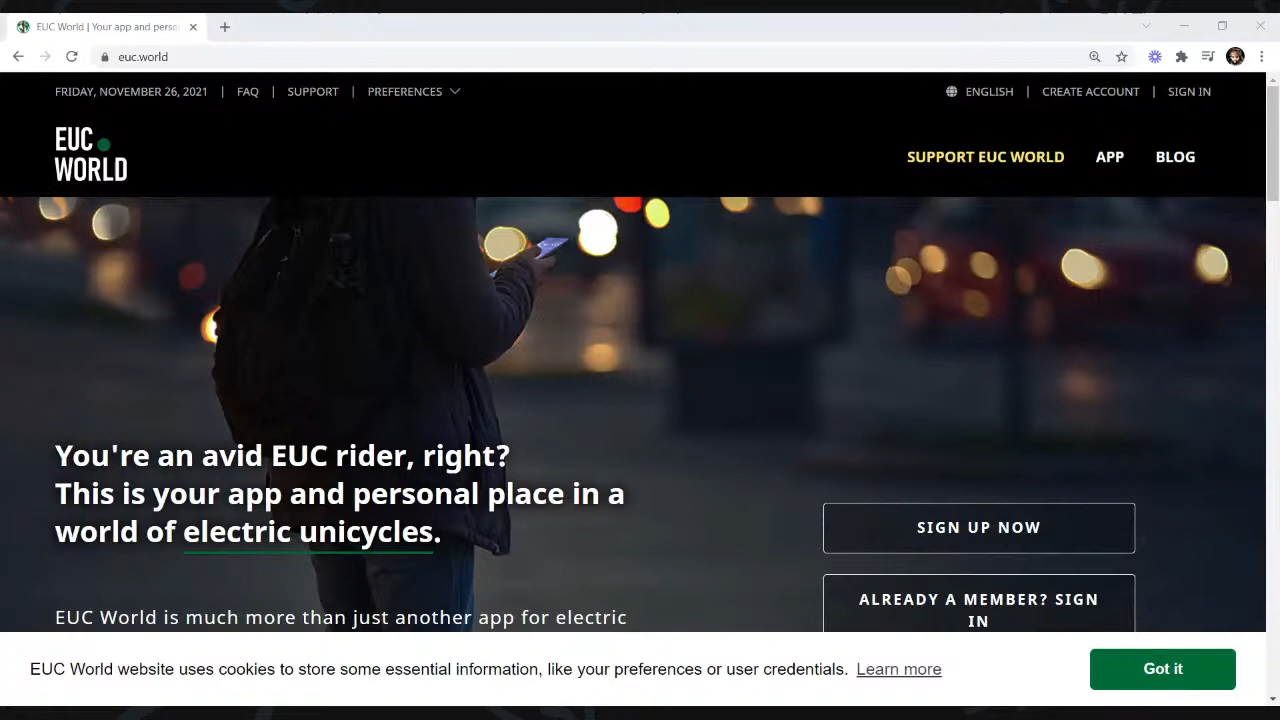 EUC World | Your app and perso
euc.world
FRIDAY, NOVEMBER 26, 2021 | FAQ | SUPPORT | PREFERENCES
ENGLISH | CREATE ACCOUNT | SIGN IN
EUC
WORLD
SUPPORT EUC WORLD APP BLOG
You're an avid EUC rider, right?
This is your app and personal place in a
world of electric unicycles.
SIGN UP NOW
ALREADY A MEMBER? SIGN
IN
EUC World is much more than just another app for electric
EUC World website uses cookies to store some essential information, like your preferences or user credentials. Learn more
Got it